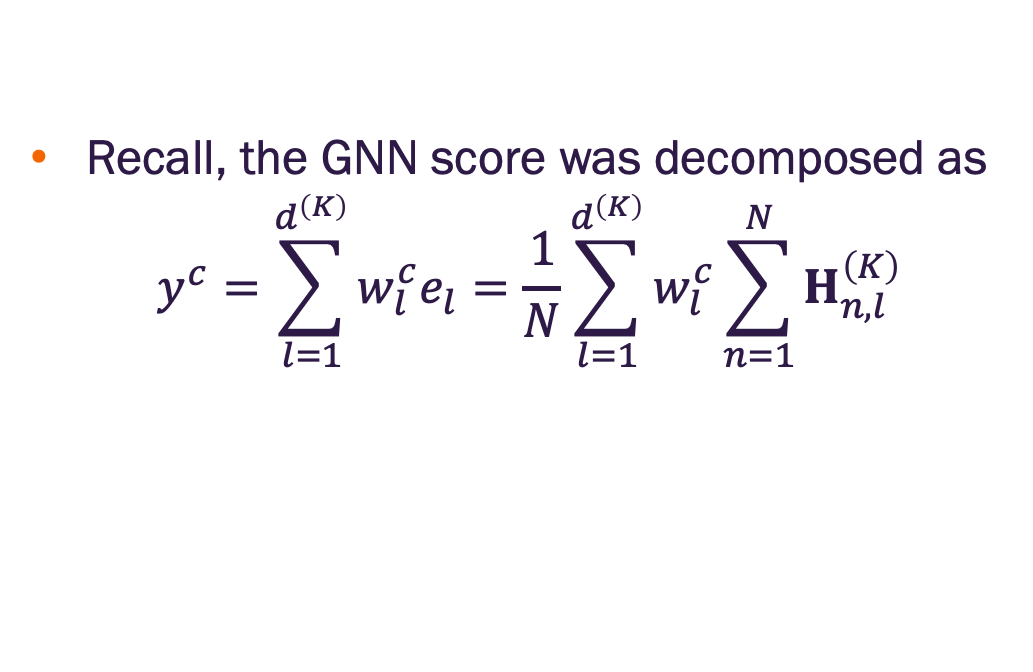 • Recall, the GNN score was decomposed as
$y^c = \sum_{l=1}^{d^{(K)}} w_l^c e_l = \frac{1}{N} \sum_{l=1}^{d^{(K)}} w_l^c \sum_{n=1}^{N} \mathbf{H}_{n,l}^{(K)}$